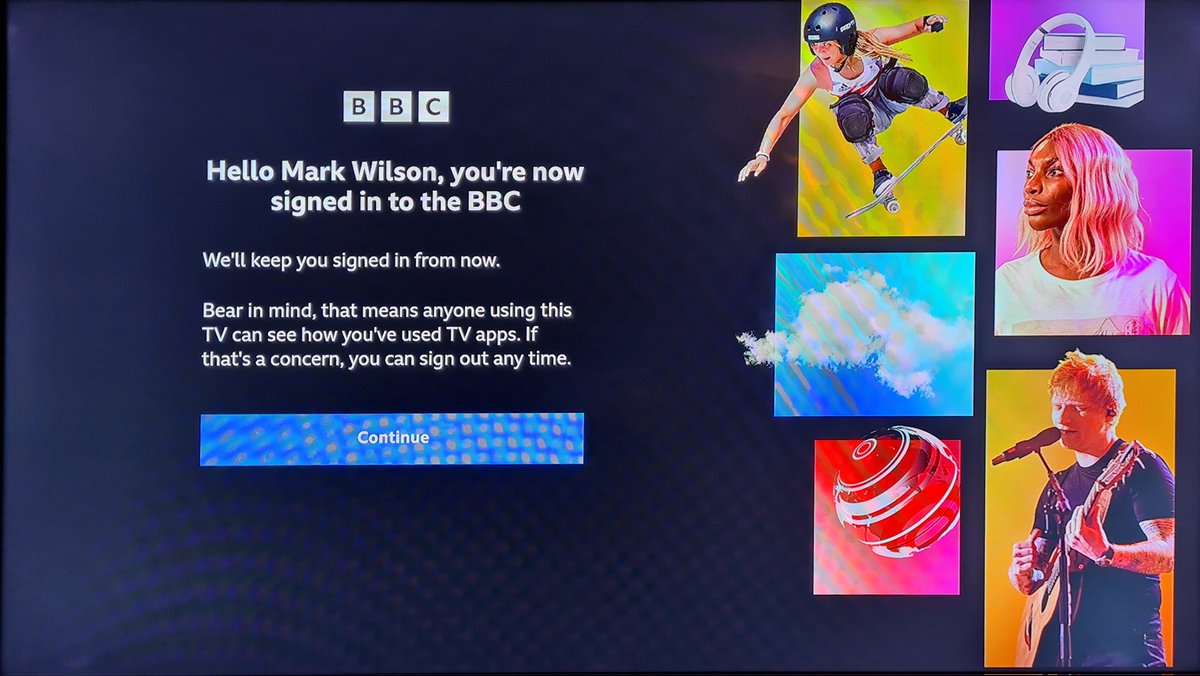 BBC
Hello Mark Wilson, you're now
signed in to the BBC
We'll keep you signed in from now.
Bear in mind, that means anyone using this
TV can see how you've used TV apps. If
that's a concern, you can sign out any time.
Continue